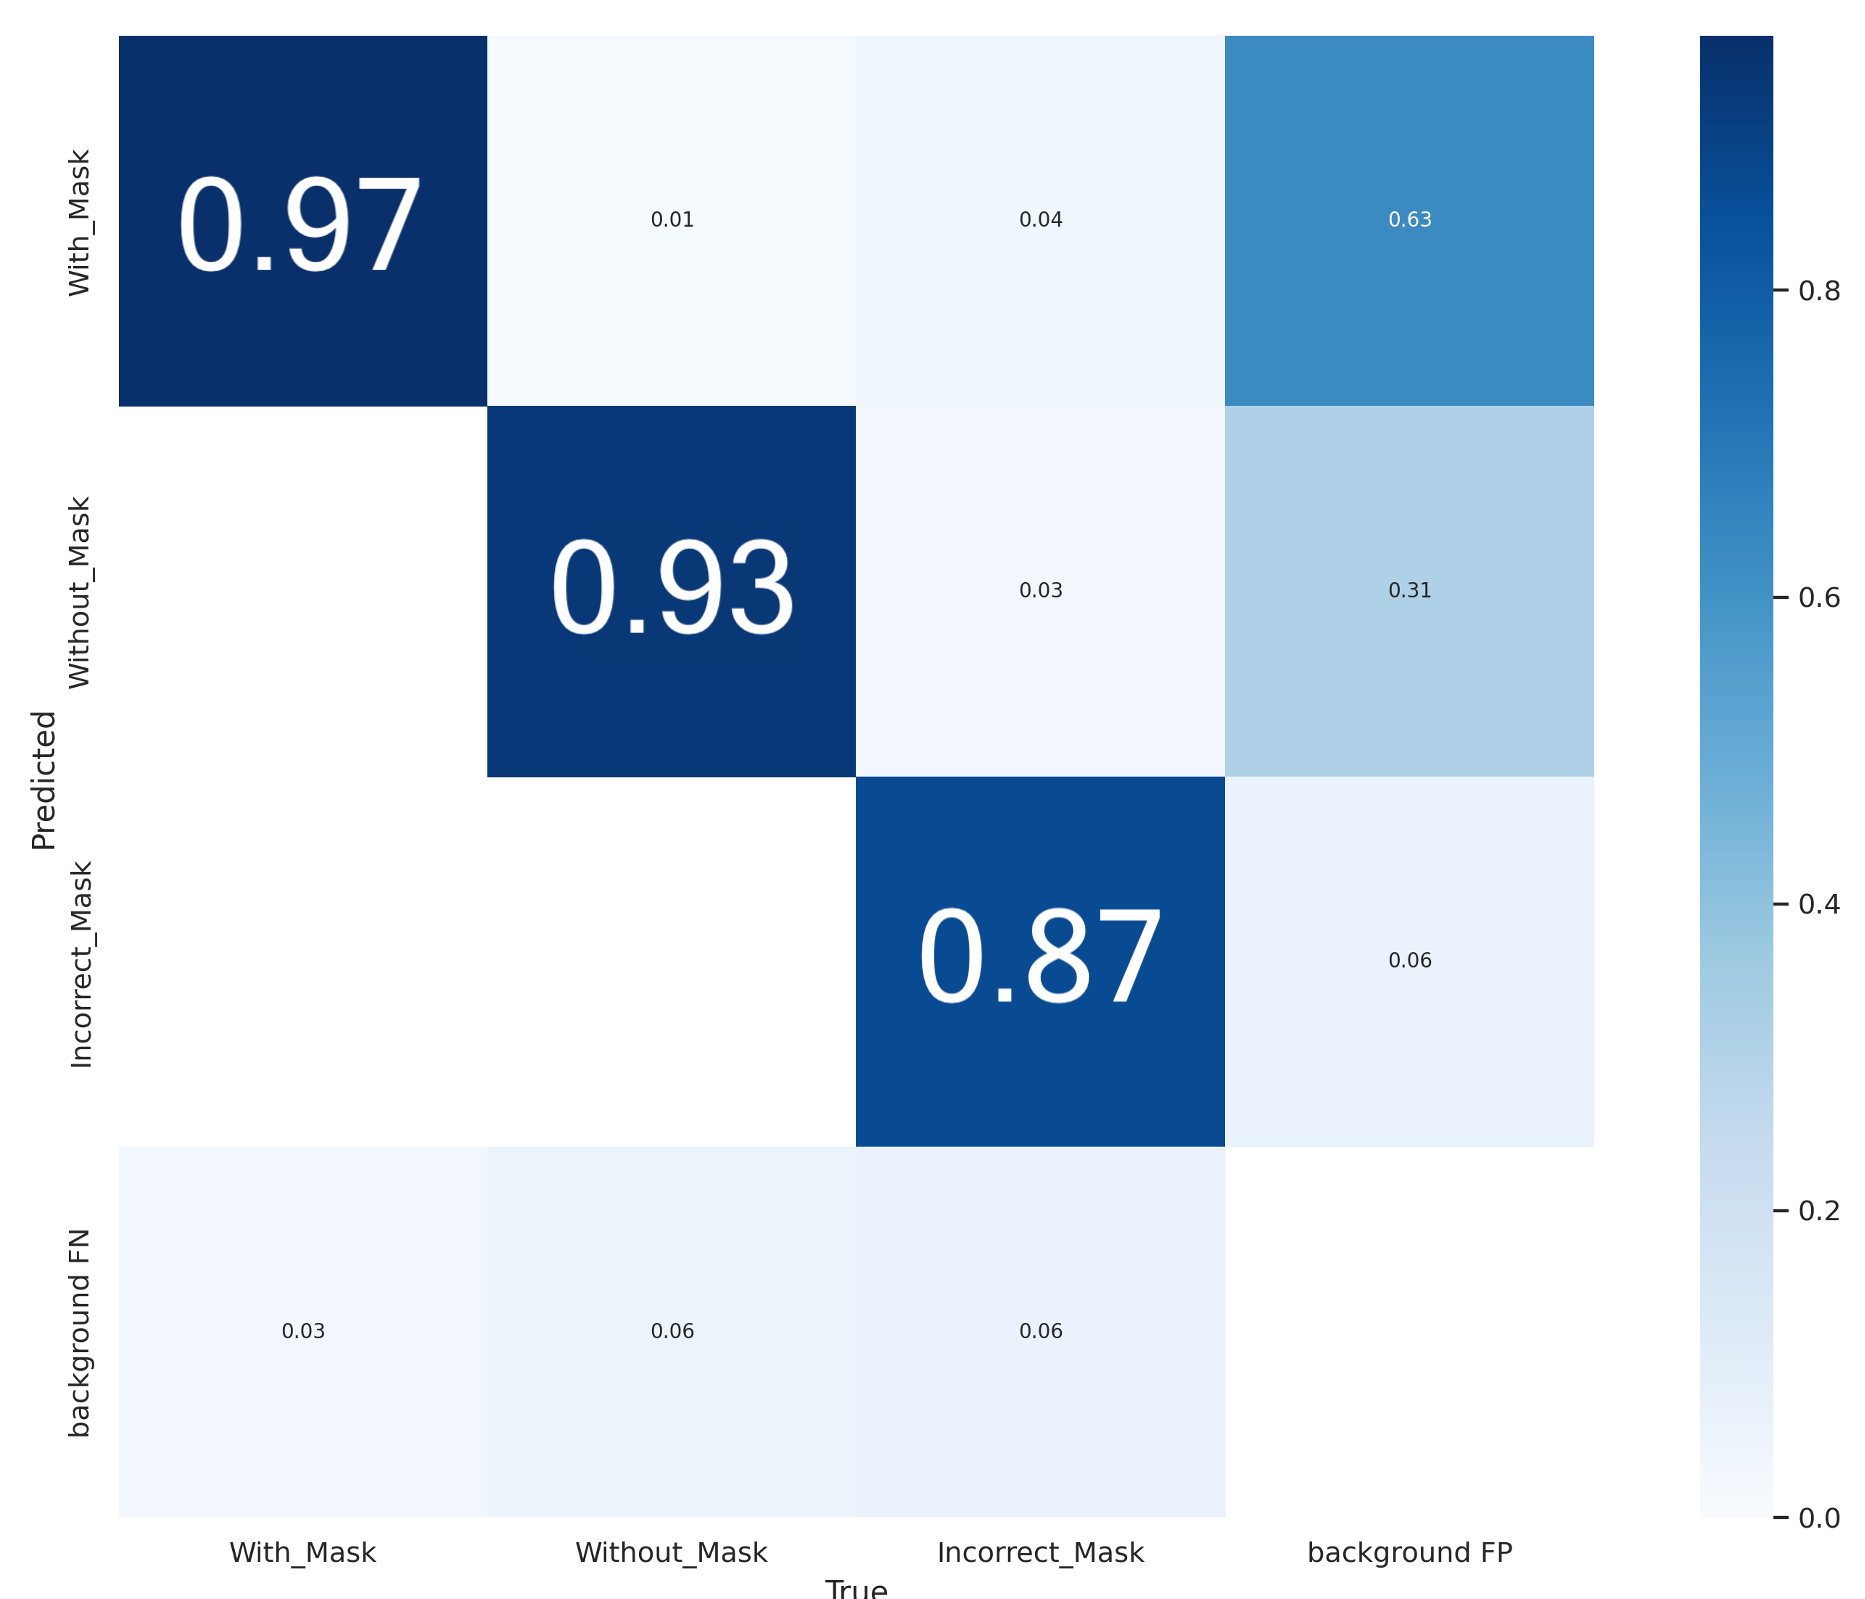 With_Mask
0.97
0.01
0.04
0.63
Without_Mask
0.93
0.03
0.31
Incorrect_Mask
0.87
0.06
background FN
0.03
0.06
0.06
With_Mask
Without_Mask
Incorrect_Mask
background FP
Predicted
True
0.8
0.6
0.4
0.2
0.0